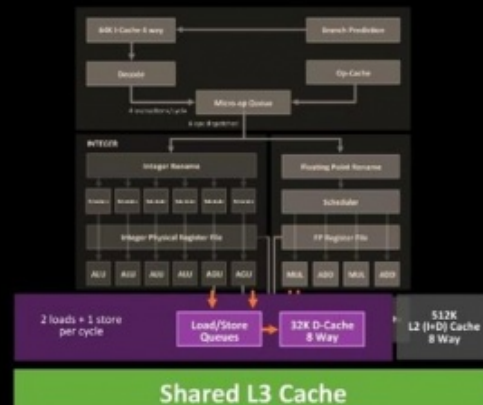 64K I-Cache 4 way
Branch Prediction
Decode
Op-Cache
Micro-op Queue
INTEGER
Integer Rename
Floating Point Rename
Scheduler
Integer Physical Register File
FP Register File
ALU
ALU
ALU
ALU
AGU
AGU
MUL
ADD
MUL
ADD
2 loads + 1 store
per cycle
Load/Store
Queues
32K D-Cache
8 Way
512K
L2 (I+D) Cache
8 Way
Shared L3 Cache